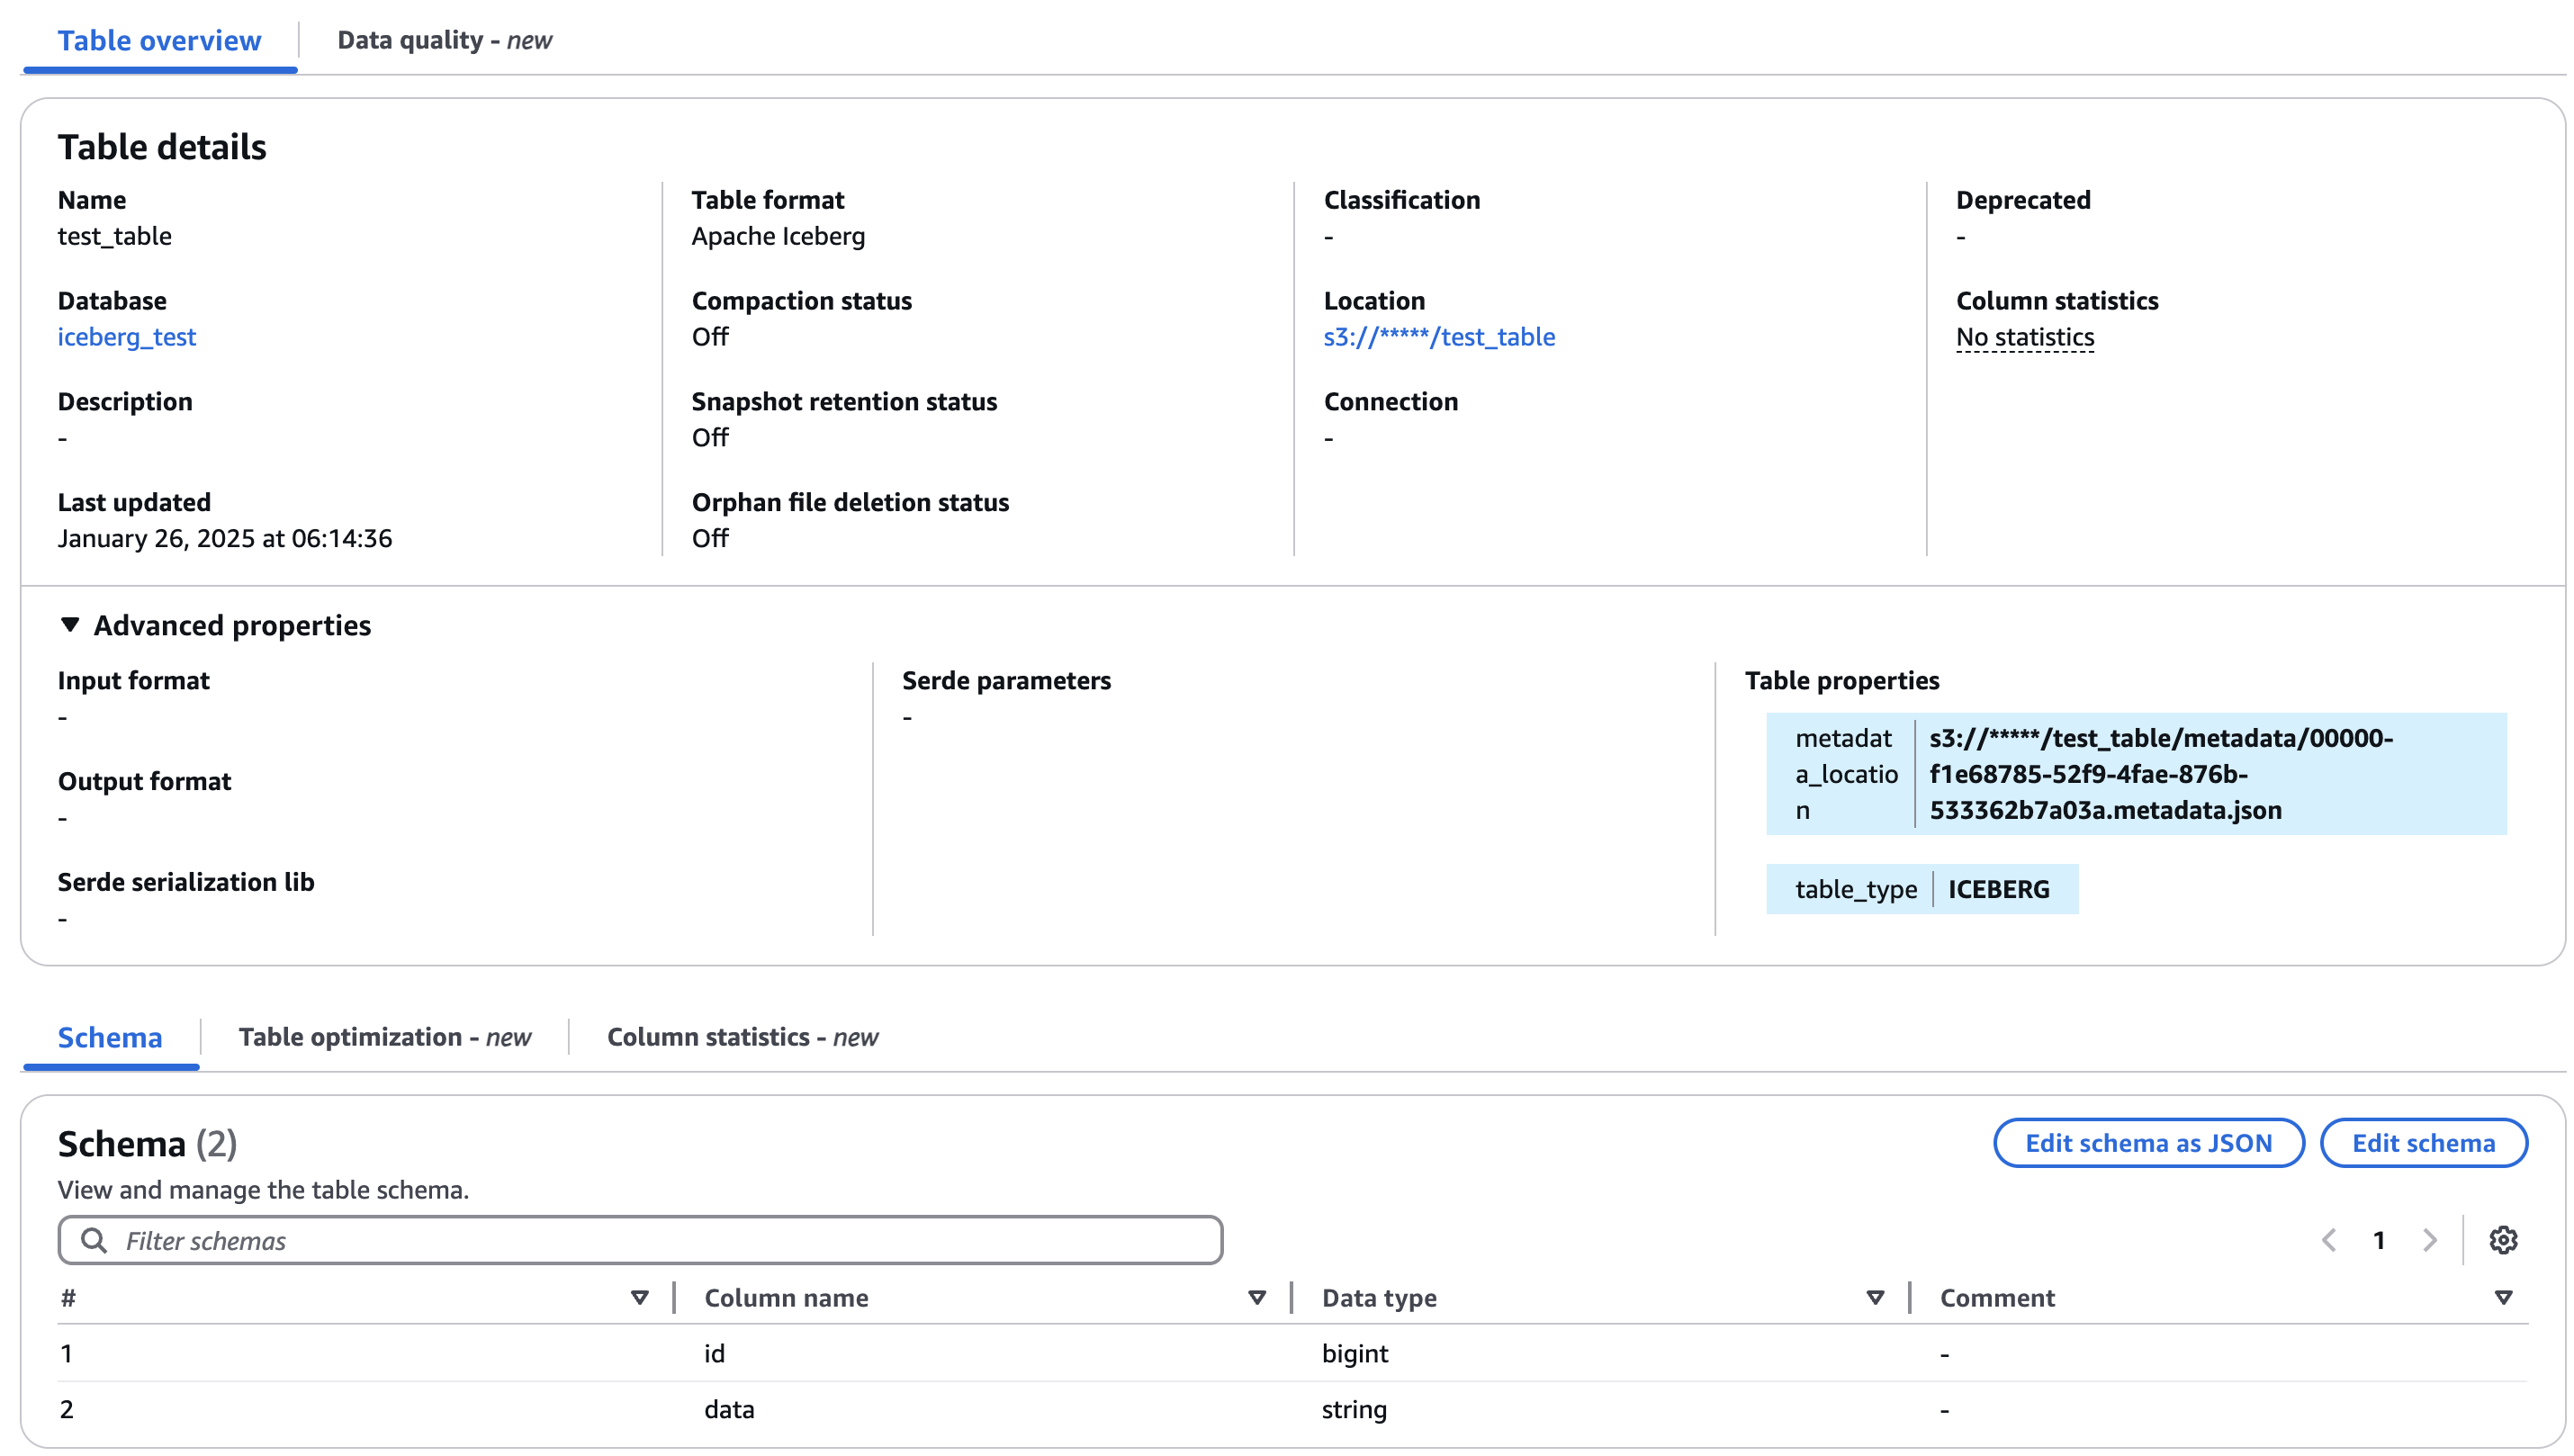 Table overview
Data quality - new
Table details
Name
test_table
Database
iceberg_test
Description
-
Last updated
January 26, 2025 at 06:14:36
Table format
Apache Iceberg
Compaction status
Off
Snapshot retention status
Off
Orphan file deletion status
Off
Classification
-
Location
s3://*****/test_table
Connection
-
Deprecated
-
Column statistics
No statistics
Advanced properties
Input format
-
Output format
-
Serde serialization lib
-
Serde parameters
-
Table properties
metadat
a_locatio
n
s3://*****/test_table/metadata/00000-
f1e68785-52f9-4fae-876b-
533362b7a03a.metadata.json
table_type ICEBERG
Schema
Table optimization - new
Column statistics - new
Schema (2)
Edit schema as JSON
Edit schema
View and manage the table schema.
Filter schemas
1
# Column name Data type Comment
1 id bigint -
2 data string -